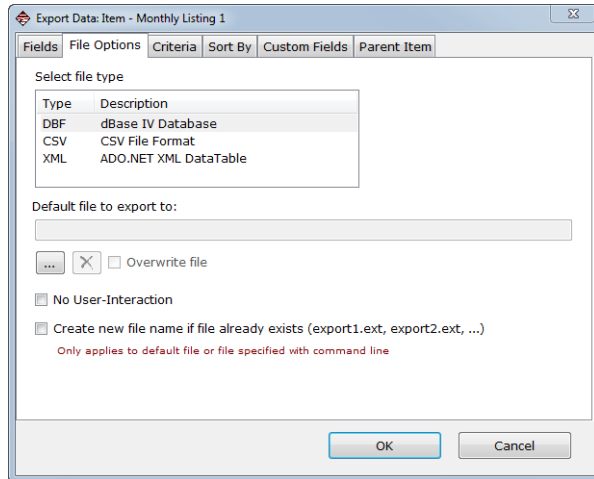 Export Data: Item - Monthly Listing 1
Fields File Options Criteria Sort By Custom Fields Parent Item
Select file type
Type Description
DBF dBase IV Database
CSV CSV File Format
XML ADO.NET XML DataTable
Default file to export to:
... Overwrite file
No User-Interaction
Create new file name if file already exists (export1.ext, export2.ext, ...)
Only applies to default file or file specified with command line
OK Cancel